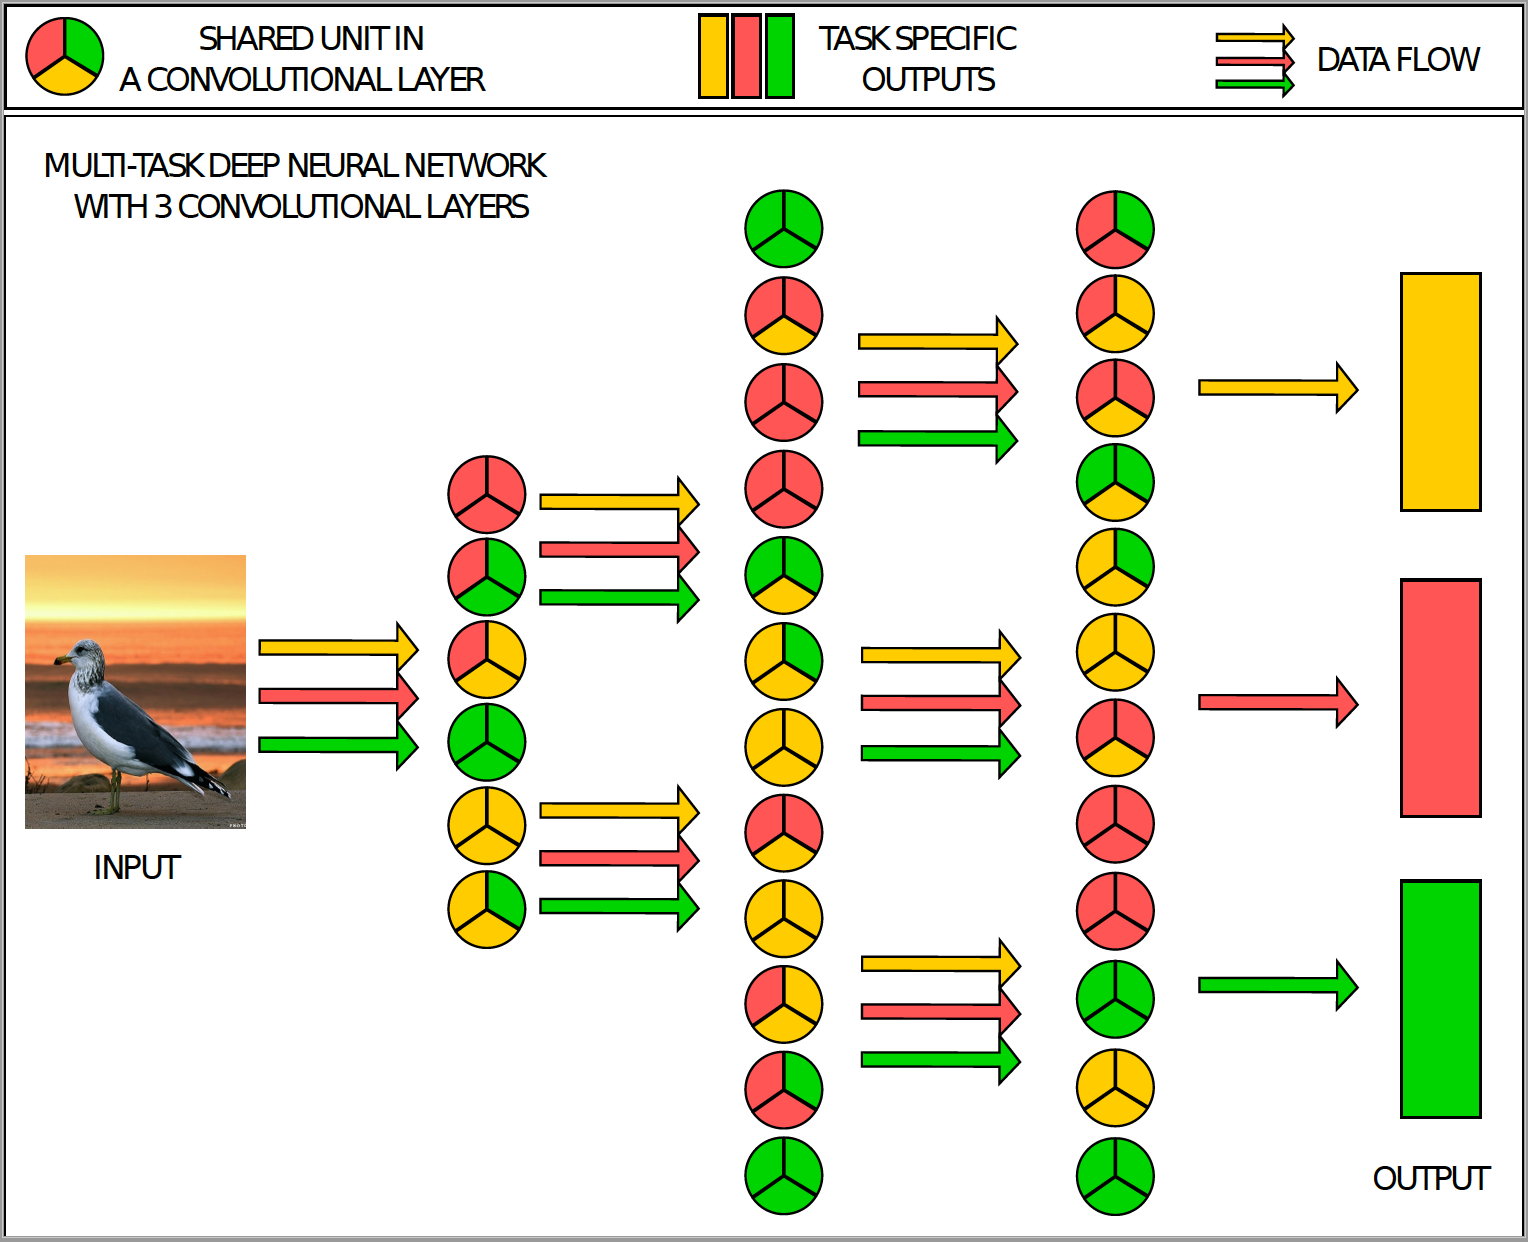 SHARED UNIT IN
A CONVOLUTIONAL LAYER
TASK SPECIFIC
OUTPUTS
DATA FLOW
MULTI-TASK DEEP NEURAL NETWORK
WITH 3 CONVOLUTIONAL LAYERS
INPUT
OUTPUT